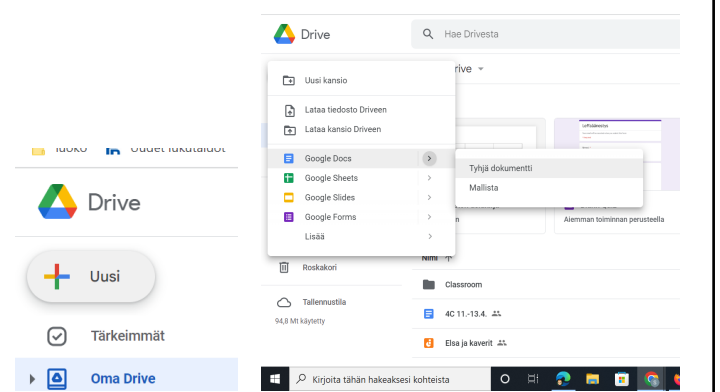 Drive
Uusi
Tärkeimmät
Oma Drive
Drive
Hae Drivesta
Uusi kansio
Lataa tiedosto Driveen
Lataa kansio Driveen
Google Docs
Google Sheets
Google Slides
Google Forms
Lisää
Tyhjä dokumentti
Mallista
Aiemman toiminnan perusteella
Nimi
Roskakori
Classroom
Tallennustila
94,8 Mt käytetty
4C 11.-13.4.
Elsa ja kaverit
Kirjoita tähän hakeaksesi kohteista